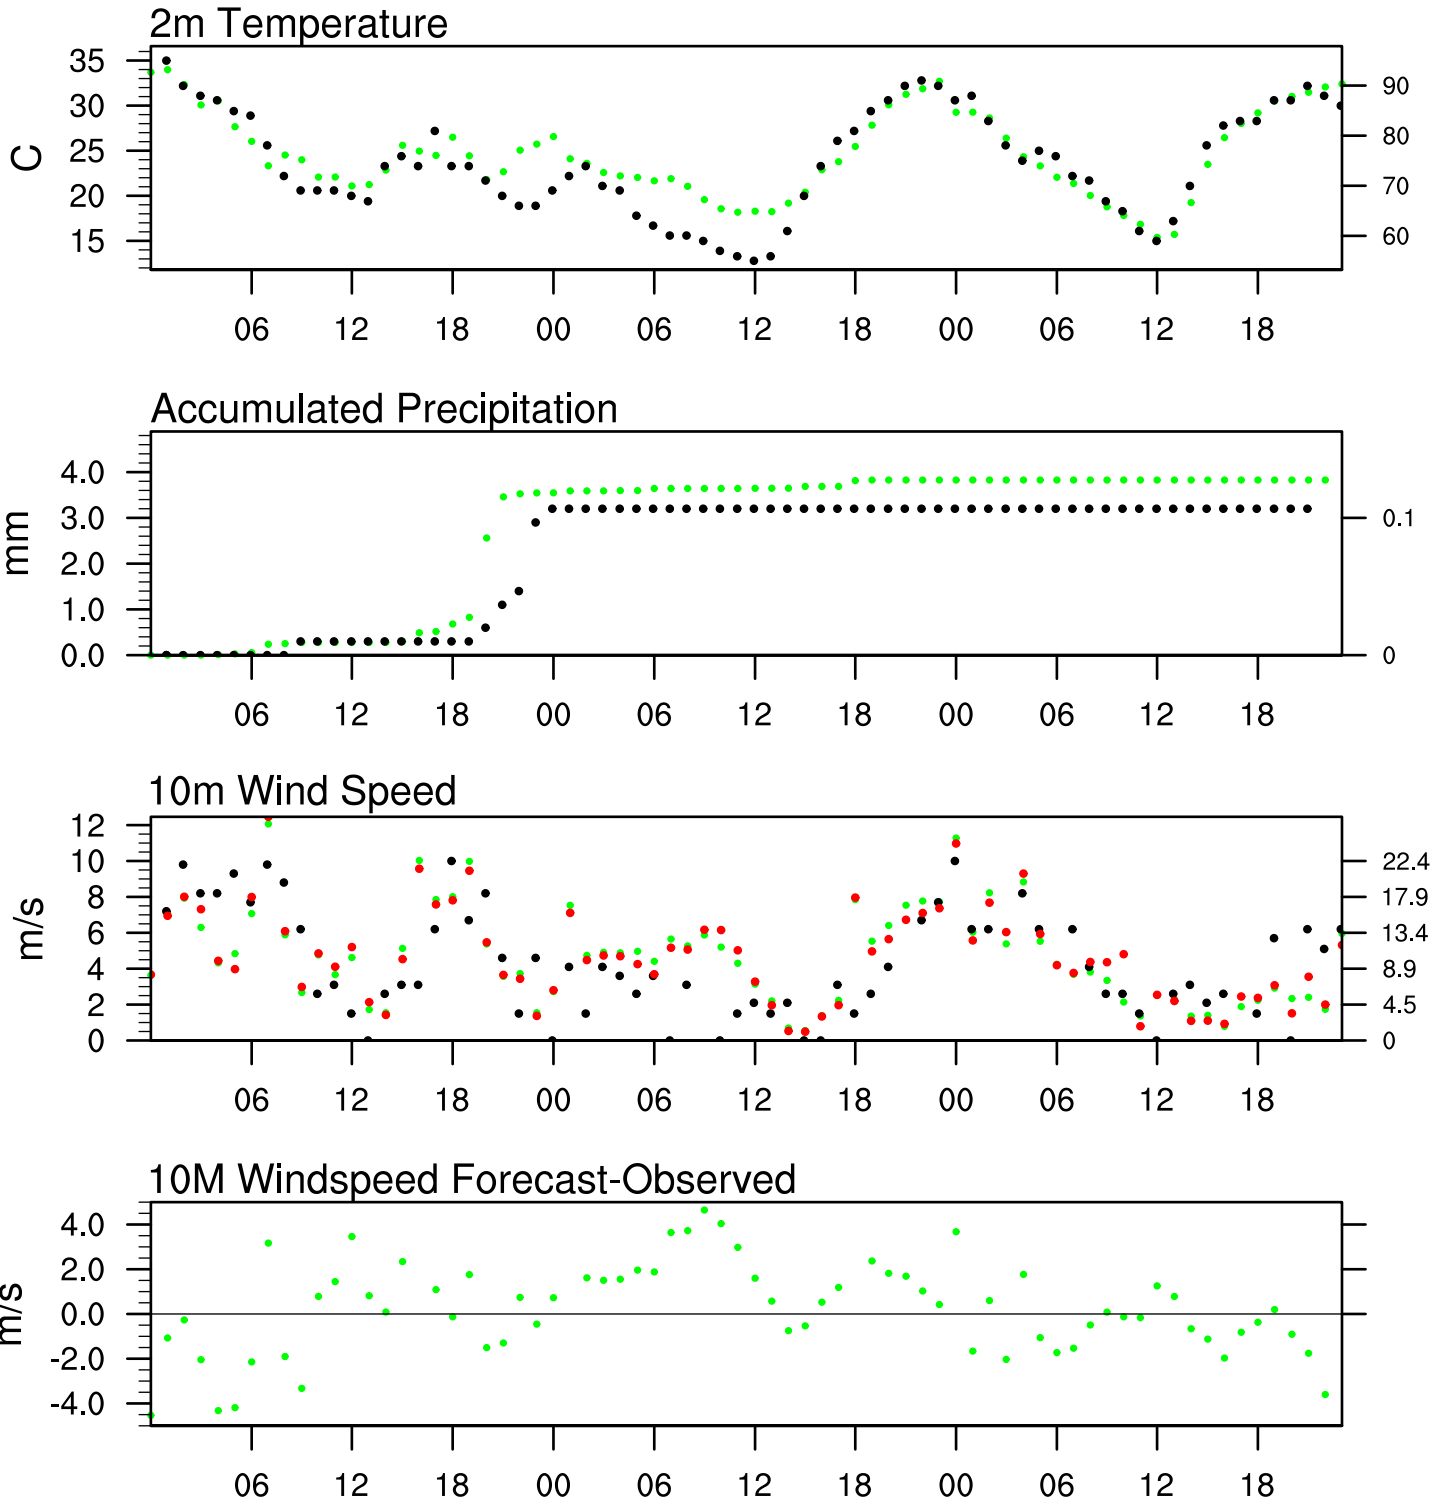 2m Temperature
35
30
25
20
15
C
90
80
70
60
06 12 18 00 06 12 18 00 06 12 18
Accumulated Precipitation
4.0
3.0
2.0
1.0
0.0
mm
0.1
0
06 12 18 00 06 12 18 00 06 12 18
10m Wind Speed
12
10
8
6
4
2
0
m/s
22.4
17.9
13.4
8.9
4.5
0
06 12 18 00 06 12 18 00 06 12 18
10M Windspeed Forecast-Observed
4.0
2.0
0.0
-2.0
-4.0
m/s
06 12 18 00 06 12 18 00 06 12 18